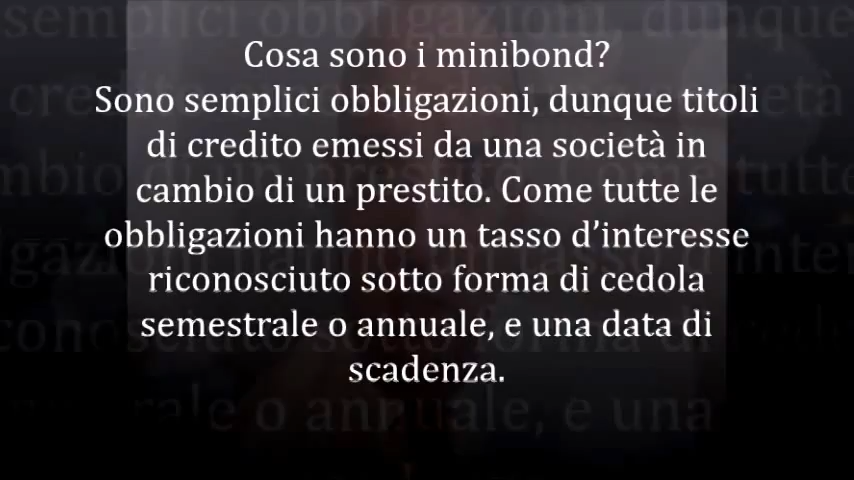 Cosa sono i minibond?
Sono semplici obbligazioni, dunque titoli
di credito emessi da una società in
cambio di un prestito. Come tutte le
obbligazioni hanno un tasso d'interesse
riconosciuto sotto forma di cedola
semestrale o annuale, e una data di
scadenza.